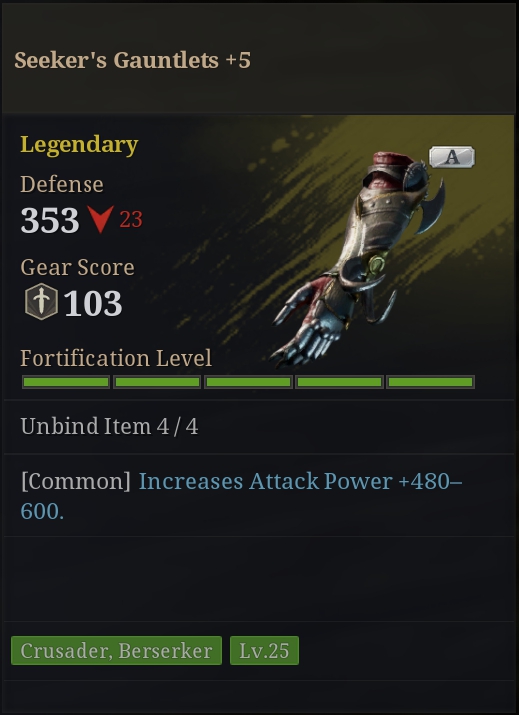 Seeker's Gauntlets +5
Legendary
A
Defense
353 23
Gear Score
103
Fortification Level
Unbind Item 4 / 4
[Common] Increases Attack Power +480–
600.
Crusader, Berserker Lv.25